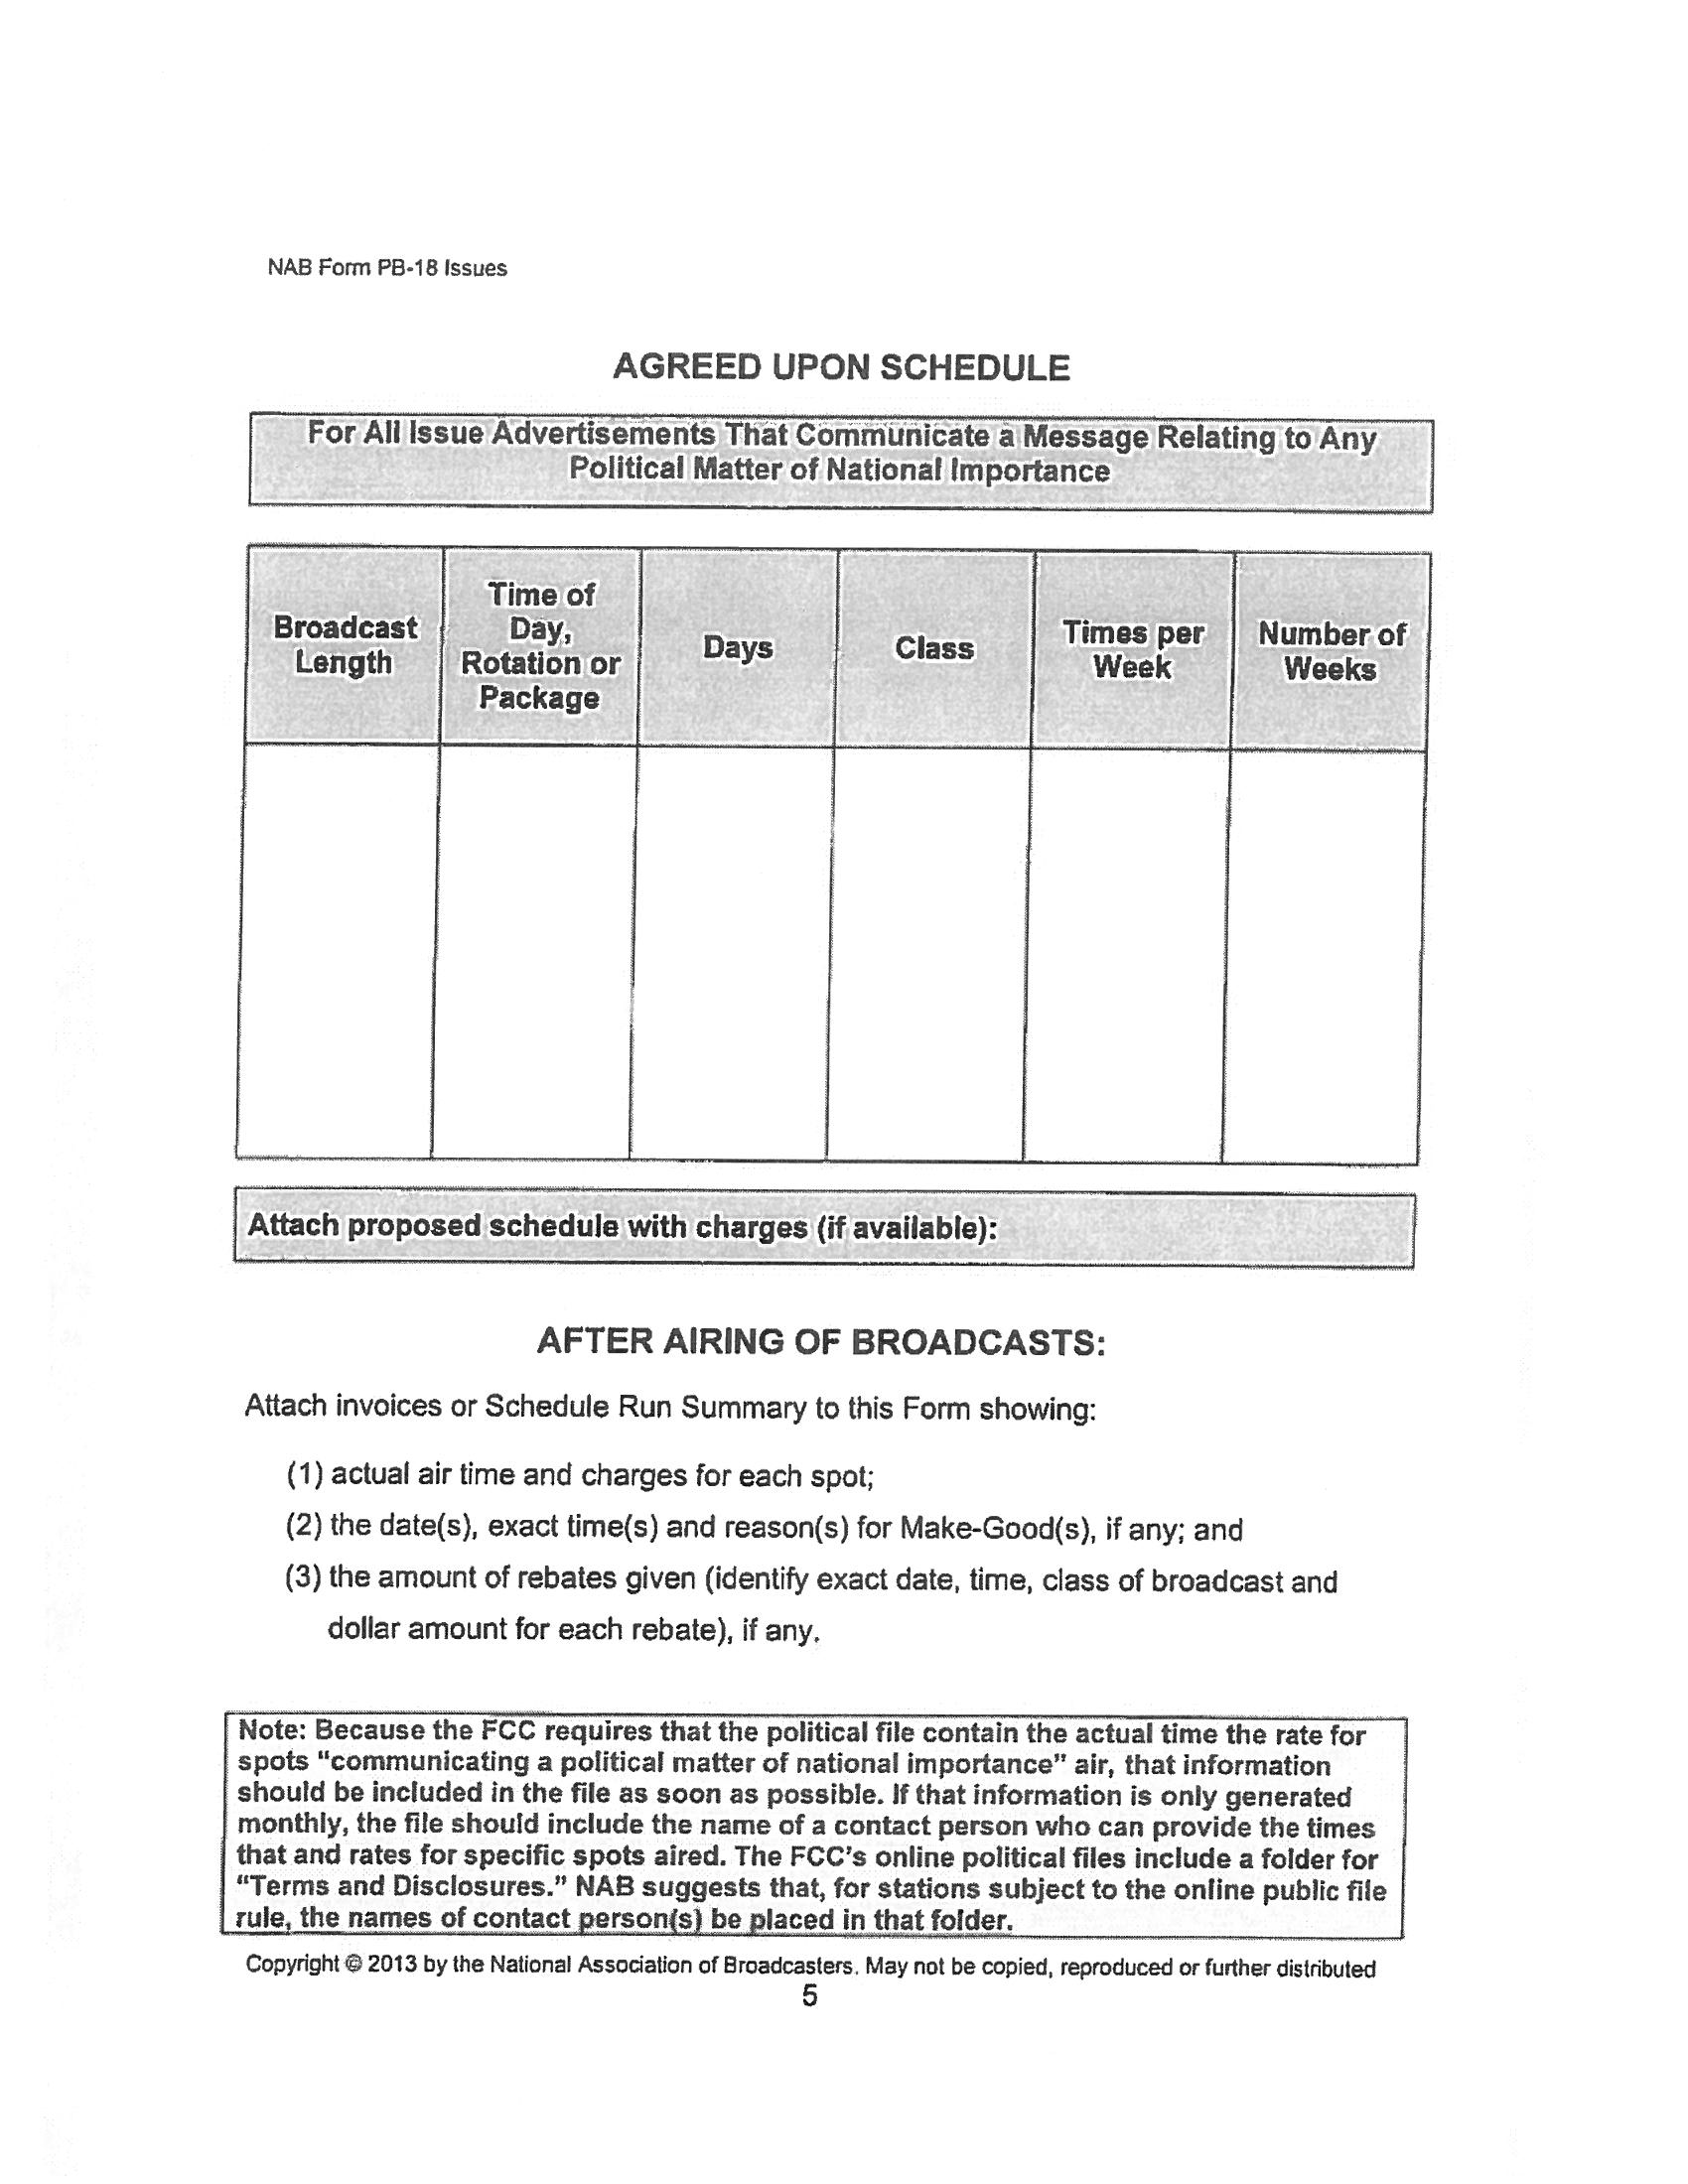 NAB Form PB-18 Issues
AGREED UPON SCHEDULE
For All Issue Advertisements That Communicate a Message Relating to Any
Political Matter of National Importance
Broadcast
Length
Time of
Day,
Rotation or
Package
Days
Class
Times per
Week
Number of
Weeks
Attach proposed schedule with charges (if available):
AFTER AIRING OF BROADCASTS:
Attach invoices or Schedule Run Summary to this Form showing:
(1) actual air time and charges for each spot;
(2) the date(s), exact time(s) and reason(s) for Make-Good(s), if any; and
(3) the amount of rebates given (identify exact date, time, class of broadcast and
dollar amount for each rebate), if any.
Note: Because the FCC requires that the political file contain the actual time the rate for
spots "communicating a political matter of national importance" air, that information
should be included in the file as soon as possible. If that information is only generated
monthly, the file should include the name of a contact person who can provide the times
that and rates for specific spots aired. The FCC's online political files include a folder for
"Terms and Disclosures." NAB suggests that, for stations subject to the online public file
rule, the names of contact person(s) be placed in that folder.
Copyright © 2013 by the National Association of Broadcasters. May not be copied, reproduced or further distributed
5